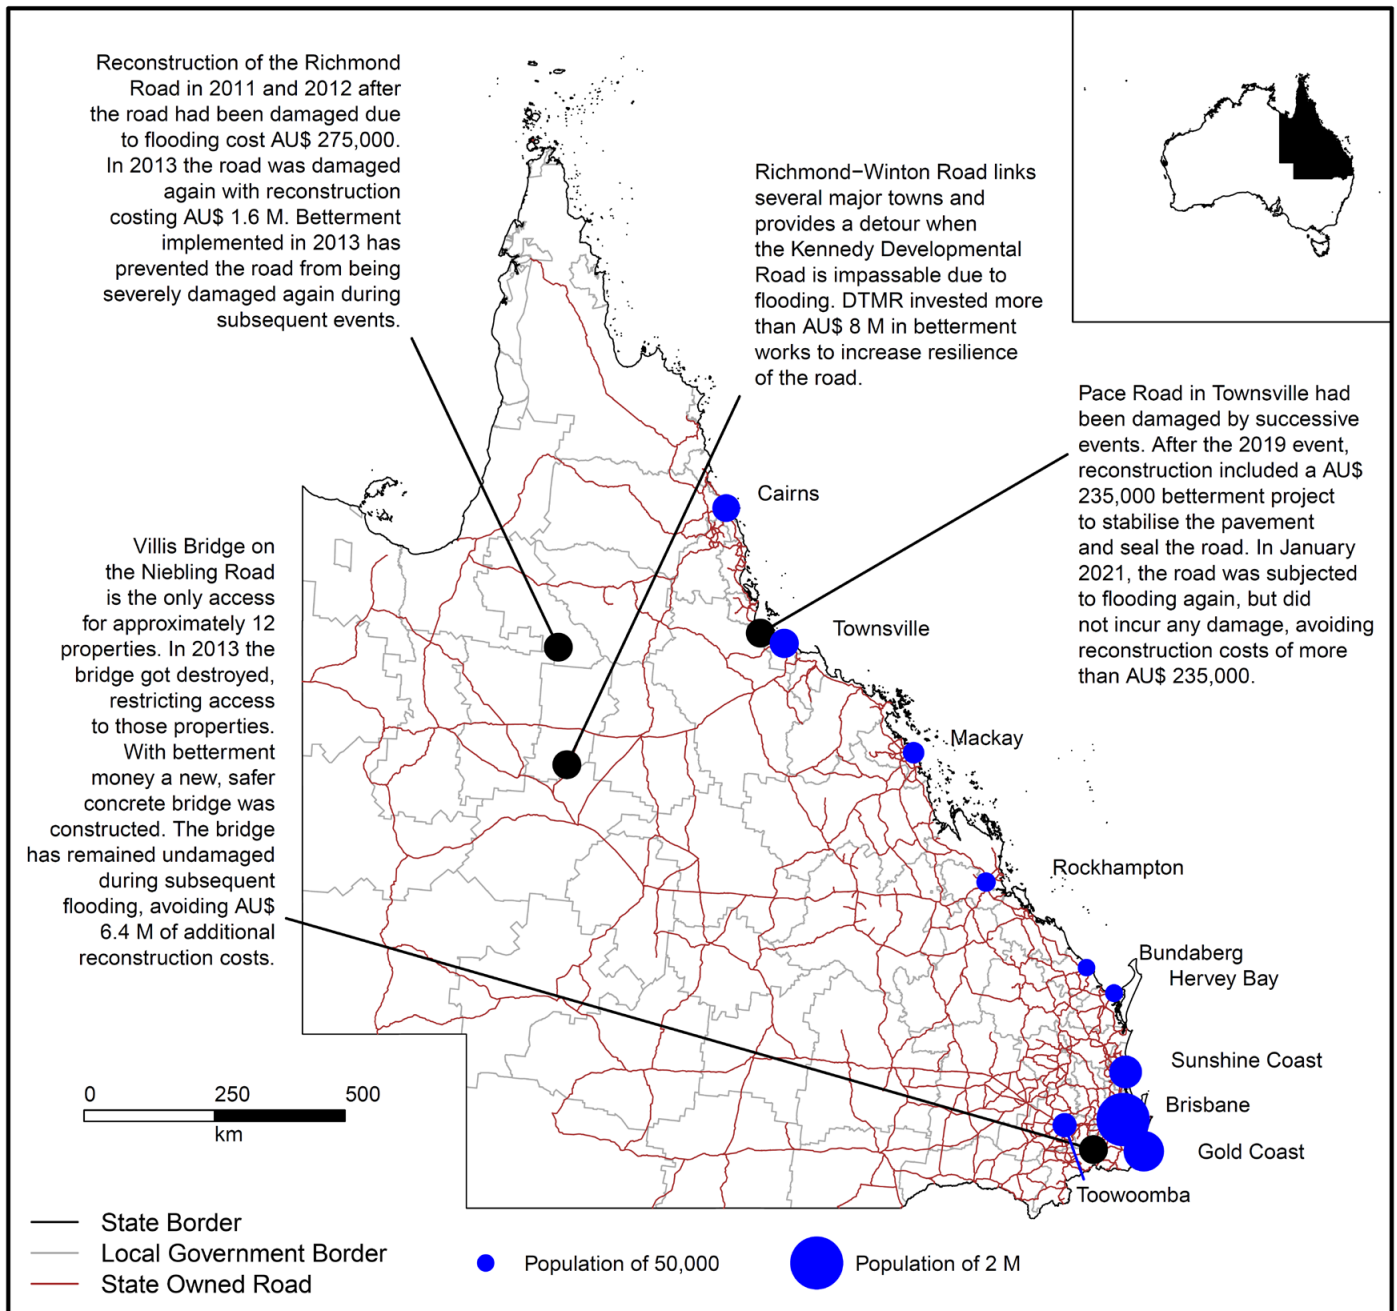 Reconstruction of the Richmond
Road in 2011 and 2012 after
the road had been damaged due
to flooding cost AU$ 275,000.
In 2013 the road was damaged
again with reconstruction
costing AU$ 1.6 M. Betterment
implemented in 2013 has
prevented the road from being
severely damaged again during
subsequent events.
Richmond−Winton Road links
several major towns and
provides a detour when
the Kennedy Developmental
Road is impassable due to
flooding. DTMR invested more
than AU$ 8 M in betterment
works to increase resilience
of the road.
Pace Road in Townsville had
been damaged by successive
events. After the 2019 event,
reconstruction included a AU$
235,000 betterment project
to stabilise the pavement
and seal the road. In January
2021, the road was subjected
to flooding again, but did
not incur any damage, avoiding
reconstruction costs of more
than AU$ 235,000.
Villis Bridge on
the Niebling Road
is the only access
for approximately 12
properties. In 2013 the
bridge got destroyed,
restricting access
to those properties.
With betterment
money a new, safer
concrete bridge was
constructed. The bridge
has remained undamaged
during subsequent
flooding, avoiding AU$
6.4 M of additional
reconstruction costs.
Cairns
Townsville
Mackay
Rockhampton
Bundaberg
Hervey Bay
Sunshine Coast
Brisbane
Gold Coast
Toowoomba
0 250 500
km
State Border
Local Government Border
State Owned Road
Population of 50,000
Population of 2 M